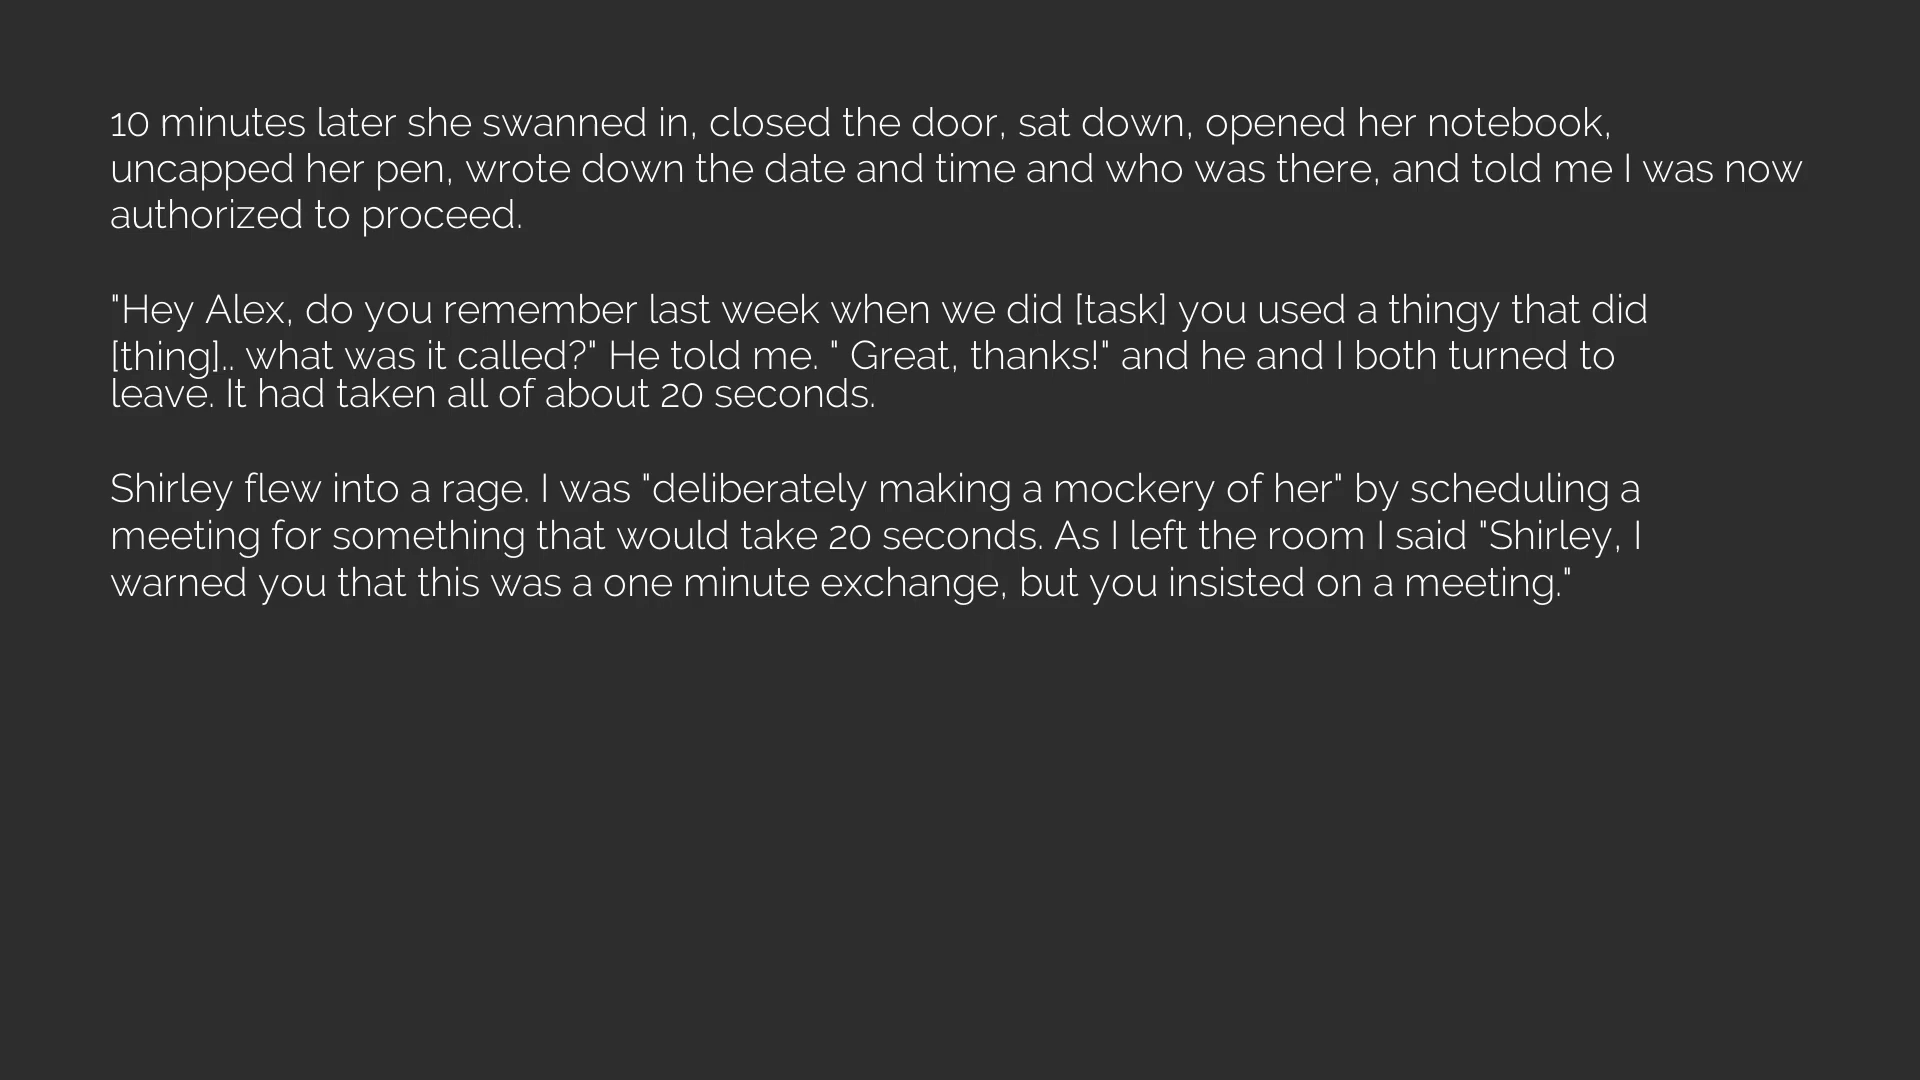 10 minutes later she swanned in, closed the door, sat down, opened her notebook,
uncapped her pen, wrote down the date and time and who was there, and told me I was now
authorized to proceed.
"Hey Alex, do you remember last week when we did [task] you used a thingy that did
[thing].. what was it called?" He told me. " Great, thanks!" and he and I both turned to
leave. It had taken all of about 20 seconds.
Shirley flew into a rage. I was "deliberately making a mockery of her" by scheduling a
meeting for something that would take 20 seconds. As I left the room I said "Shirley, I
warned you that this was a one minute exchange, but you insisted on a meeting."